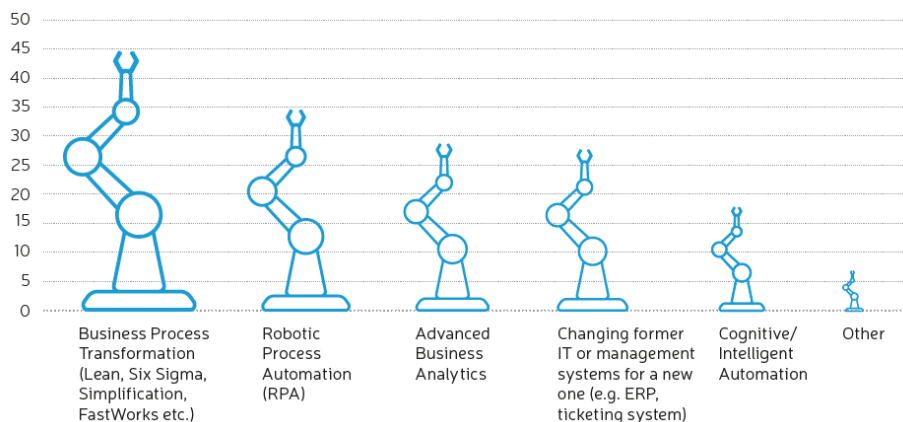 50
45
40
35
30
25
20
15
10
5
0
Business Process
Transformation
(Lean, Six Sigma,
Simplification,
FastWorks etc.)
Robotic
Process
Automation
(RPA)
Advanced
Business
Analytics
Changing former
IT or management
systems for a new
one (e.g. ERP,
ticketing system)
Cognitive/
Intelligent
Automation
Other